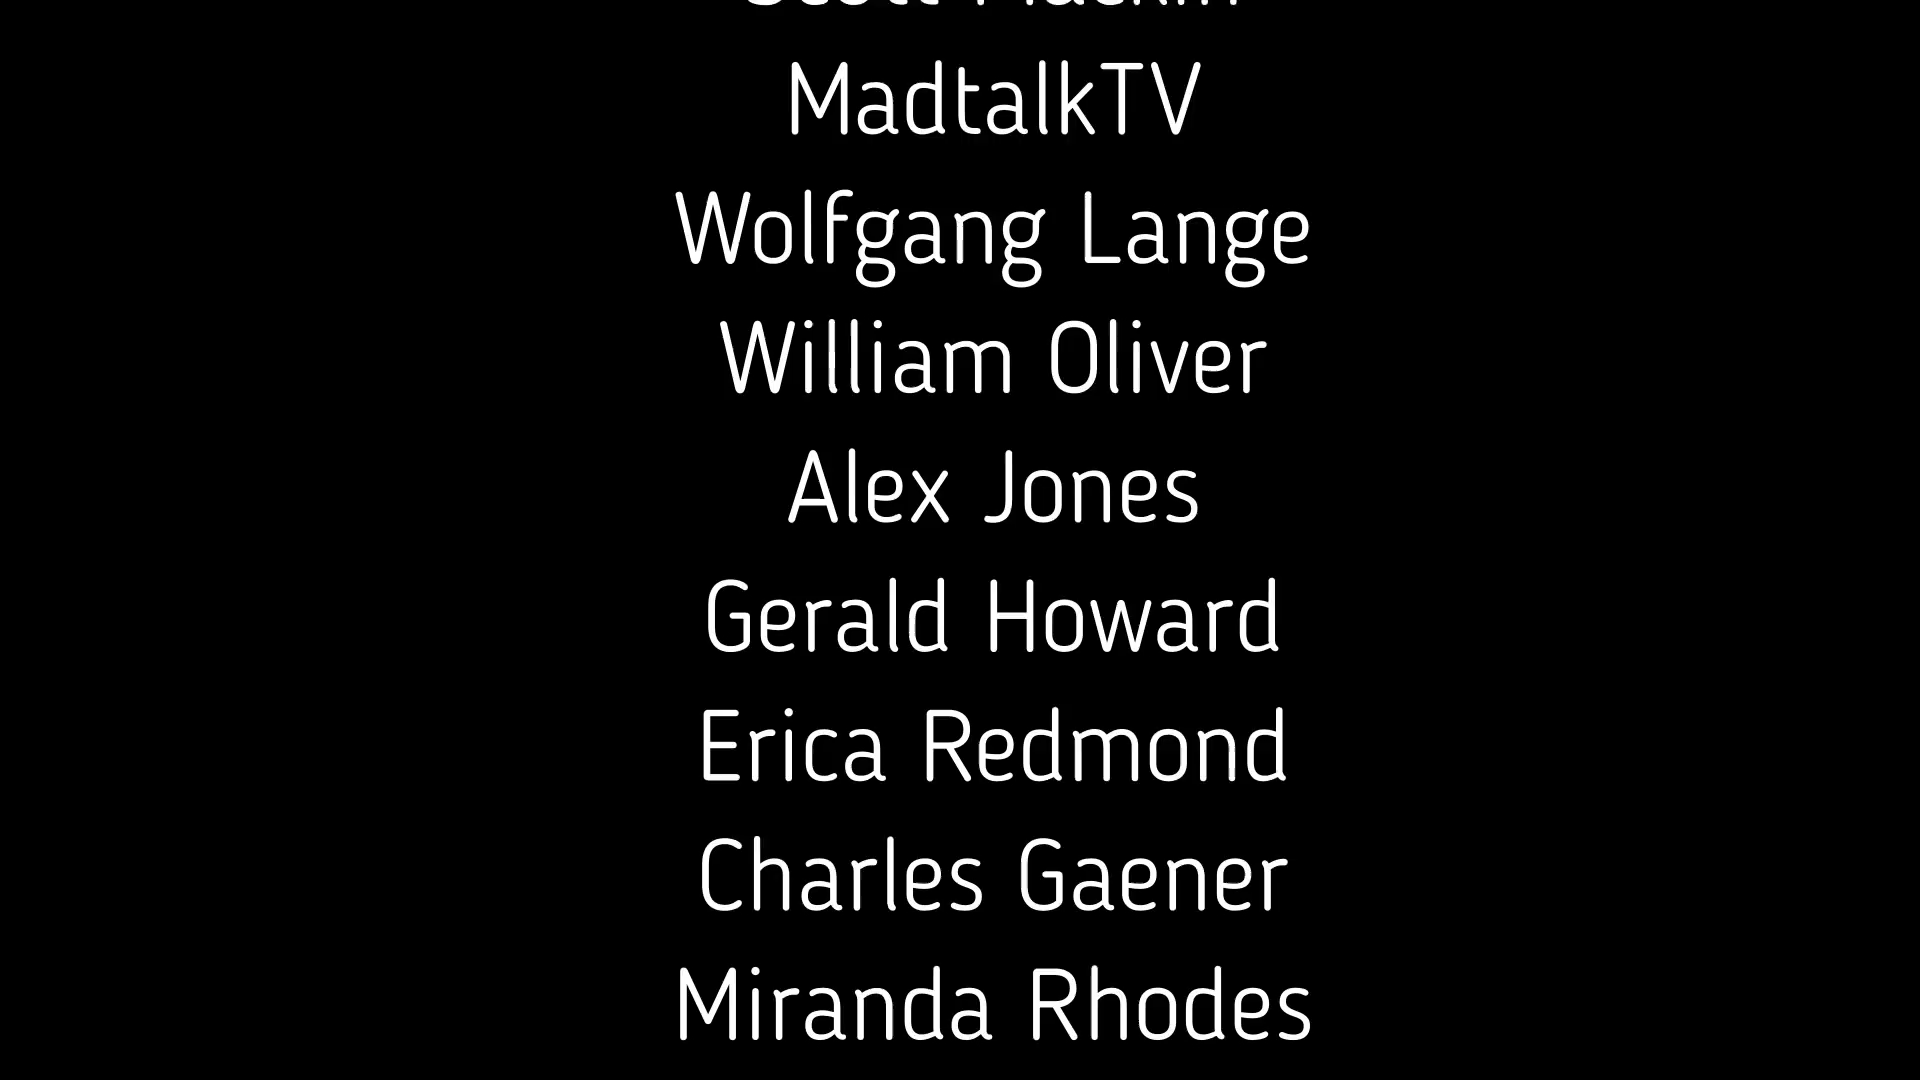 MadtalkTV
Wolfgang Lange
William Oliver
Alex Jones
Gerald Howard
Erica Redmond
Charles Gaener
Miranda Rhodes